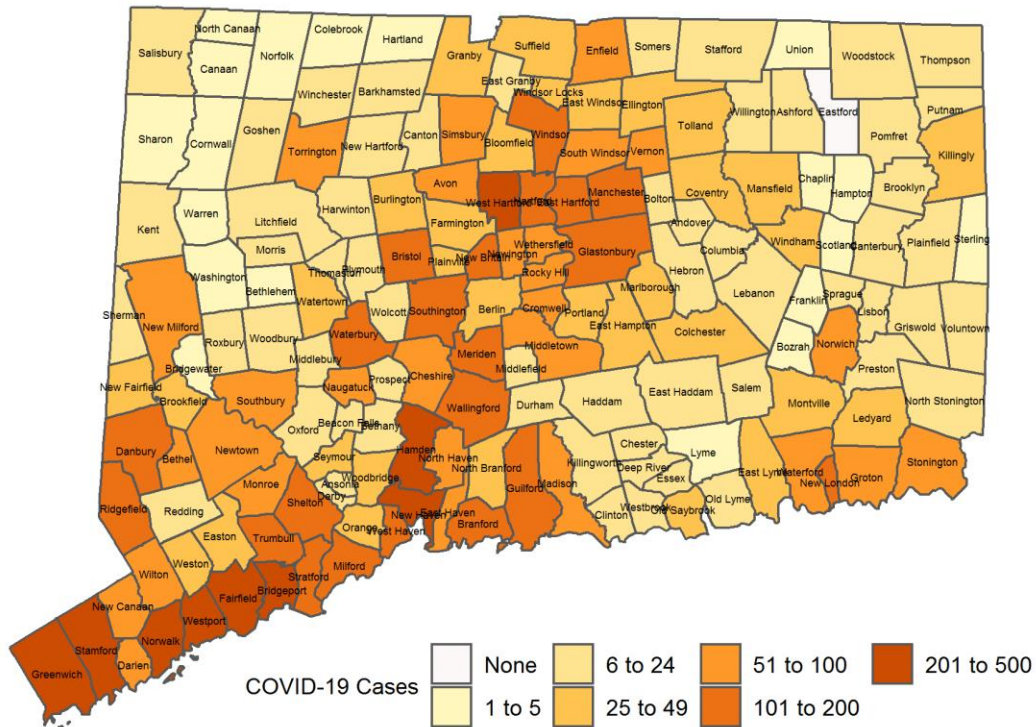 North Canaan
Colebrook
Hartland
Norfolk
Salisbury
Canaan
Granby
Suffield
Enfield
Somers
Stafford
Union
Woodstock
Thompson
East Granby
Windsor Locks
Winchester
Barkhamsted
East Windsor
Ellington
Willington
Ashford
Eastford
Putnam
Sharon
Cornwall
Goshen
Torrington
New Hartford
Canton
Simsbury
Bloomfield
Windsor
South Windsor
Vernon
Tolland
Pomfret
Killingly
Kent
Warren
Litchfield
Harwinton
Burlington
Avon
Farmington
West Hartford
Hartford
East Hartford
Manchester
Bolton
Coventry
Mansfield
Chaplin
Hampton
Brooklyn
Andover
Columbia
Windham
Scotland
Canterbury
Plainfield
Sterling
Washington
Morris
Bethlehem
Thomaston
Plymouth
Bristol
Plainville
New Britain
Newington
Wethersfield
Rocky Hill
Glastonbury
Hebron
Lebanon
Marlborough
Franklin
Sprague
Lisbon
Griswold
Voluntown
Sherman
New Milford
Roxbury
Woodbury
Watertown
Wolcott
Southington
Berlin
Cromwell
Portland
East Hampton
Colchester
Bozrah
Norwich
Preston
Bridgewater
Middlebury
Waterbury
Naugatuck
Prospect
Cheshire
Meriden
Middlefield
Middletown
New Fairfield
Brookfield
Southbury
Oxford
Beacon Falls
Bethany
Wallingford
Durham
Haddam
East Haddam
Salem
Montville
Ledyard
North Stonington
Danbury
Bethel
Newtown
Seymour
Woodbridge
Hamden
North Haven
North Branford
Guilford
Madison
Killingworth
Chester
Deep River
Essex
Lyme
East Lyme
Waterford
New London
Groton
Stonington
Ridgefield
Redding
Monroe
Shelton
Ansonia
Derby
Orange
New Haven
West Haven
East Haven
Branford
Clinton
Westbrook
Old Saybrook
Old Lyme
Easton
Trumbull
Stratford
Milford
Wilton
Weston
New Canaan
Fairfield
Bridgeport
Westport
Norwalk
Darien
Stamford
Greenwich
COVID-19 Cases
None
6 to 24
51 to 100
201 to 500
1 to 5
25 to 49
101 to 200